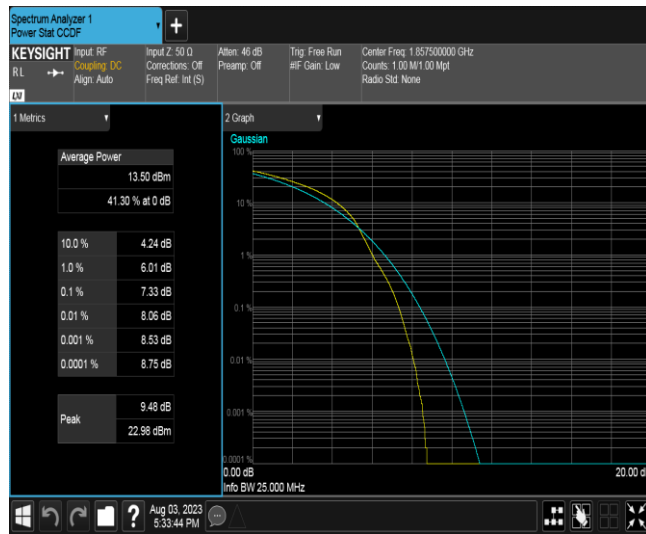 Spectrum Analyzer 1
Power Stat CCDF
+
KEYSIGHT
RL
LXI
Input: RF
Coupling: DC
Align: Auto
Input Z: 50 Ω
Corrections: Off
Freq Ref: Int (S)
Atten: 46 dB
Preamp: Off
Trig: Free Run
#IF Gain: Low
Center Freq: 1.857500000 GHz
Counts: 1.00 M/1.00 Mpt
Radio Std: None
1 Metrics
Average Power
13.50 dBm
41.30 % at 0 dB
10.0 % 4.24 dB
1.0 % 6.01 dB
0.1 % 7.33 dB
0.01 % 8.06 dB
0.001 % 8.53 dB
0.0001 % 8.75 dB
Peak
9.48 dB
22.98 dBm
2 Graph
Gaussian
100 %
10 %
1 %
0.1 %
0.01 %
0.001 %
0.0001 %
0.00 dB
20.00 d
Info BW 25.000 MHz
?
Aug 03, 2023
5:33:44 PM